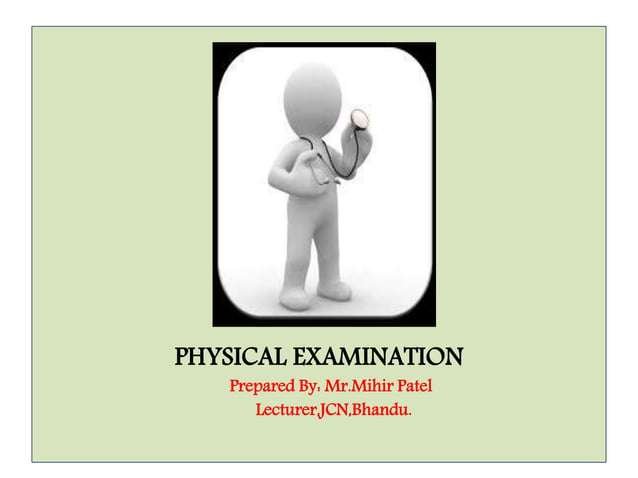 PHYSICAL EXAMINATION
Prepared By: Mr.Mihir Patel
Lecturer,JCN,Bhandu.